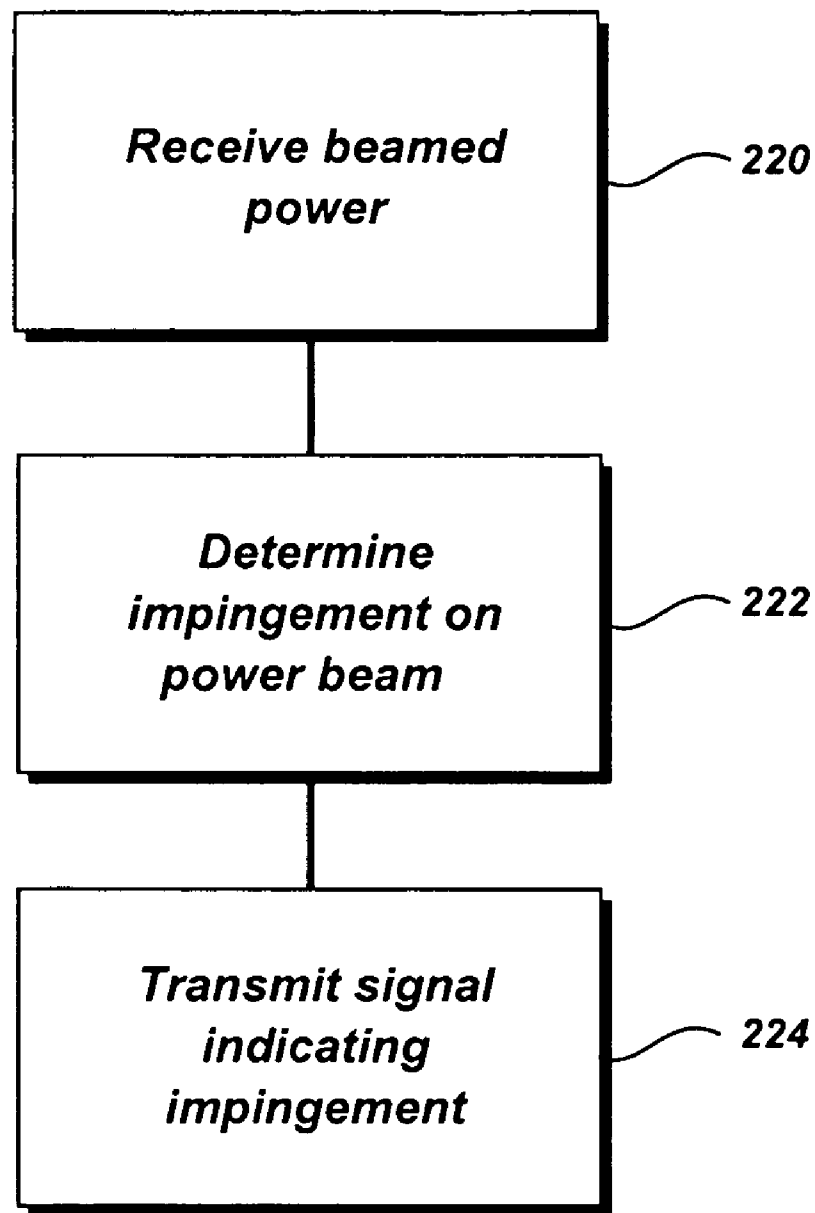 Receive beamed
power
220
Determine
impingement on
power beam
222
Transmit signal
indicating
impingement
224